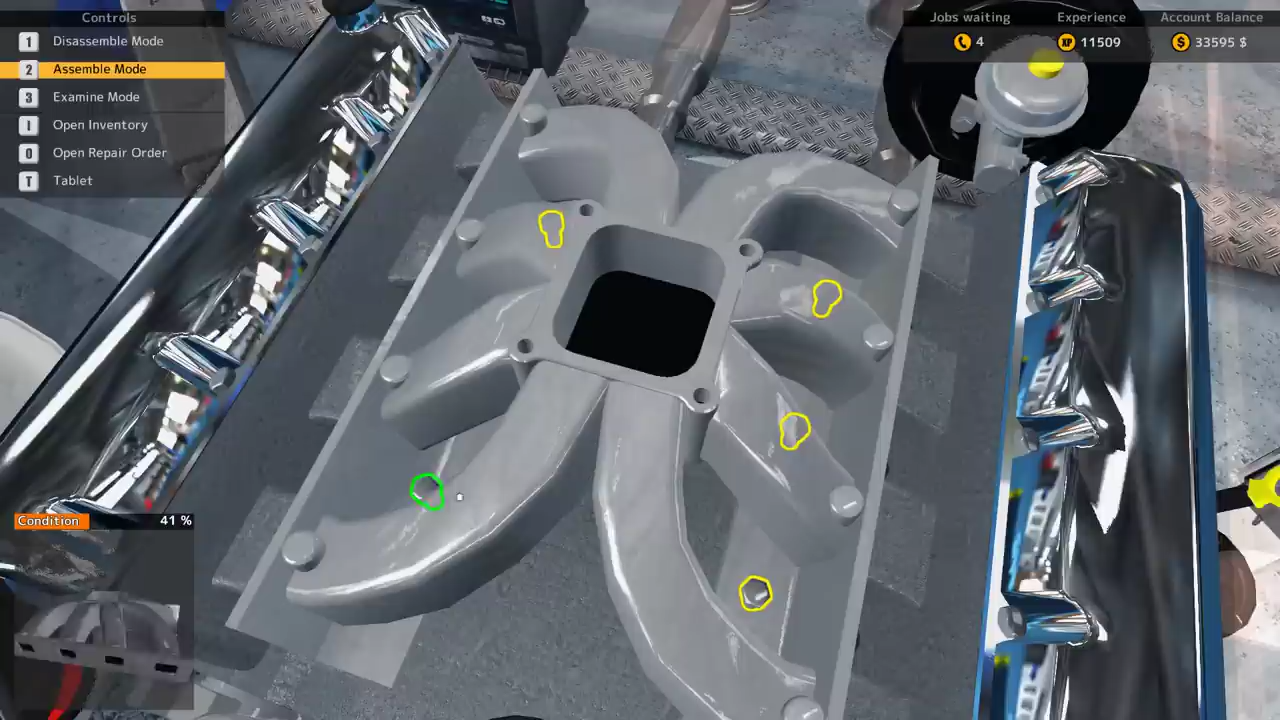 Controls
1 Disassemble Mode
2 Assemble Mode
3 Examine Mode
I Open Inventory
O Open Repair Order
T Tablet
Jobs waiting Experience Account Balance
4 XP 11509 $ 33595 $
Condition 41 %